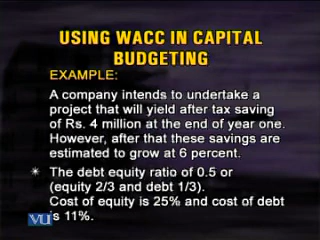 USING WACC IN CAPITAL
BUDGETING
EXAMPLE:
A company intends to undertake a
project that will yield after tax saving
of Rs. 4 million at the end of year one.
However, after that these savings are
estimated to grow at 6 percent.
* The debt equity ratio of 0.5 or
(equity 2/3 and debt 1/3).
Cost of equity is 25% and cost of debt
is 11%.
VU